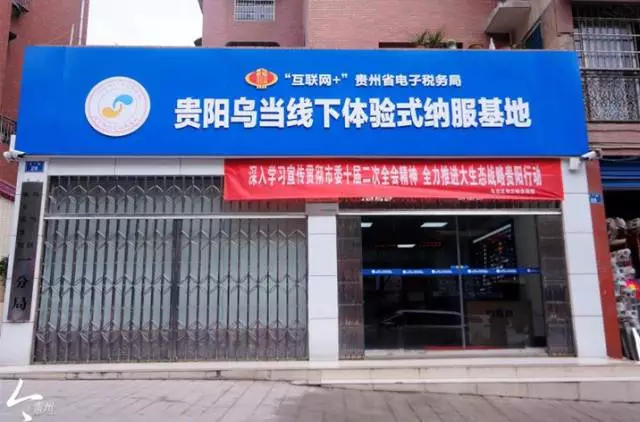 “互联网+”贵州省电子税务局
贵阳乌当线下体验式纳服基地
深入学习宣传贯彻市委十届二次全会精神 全力推进大生态战略贵阳行动
一分局
贵州